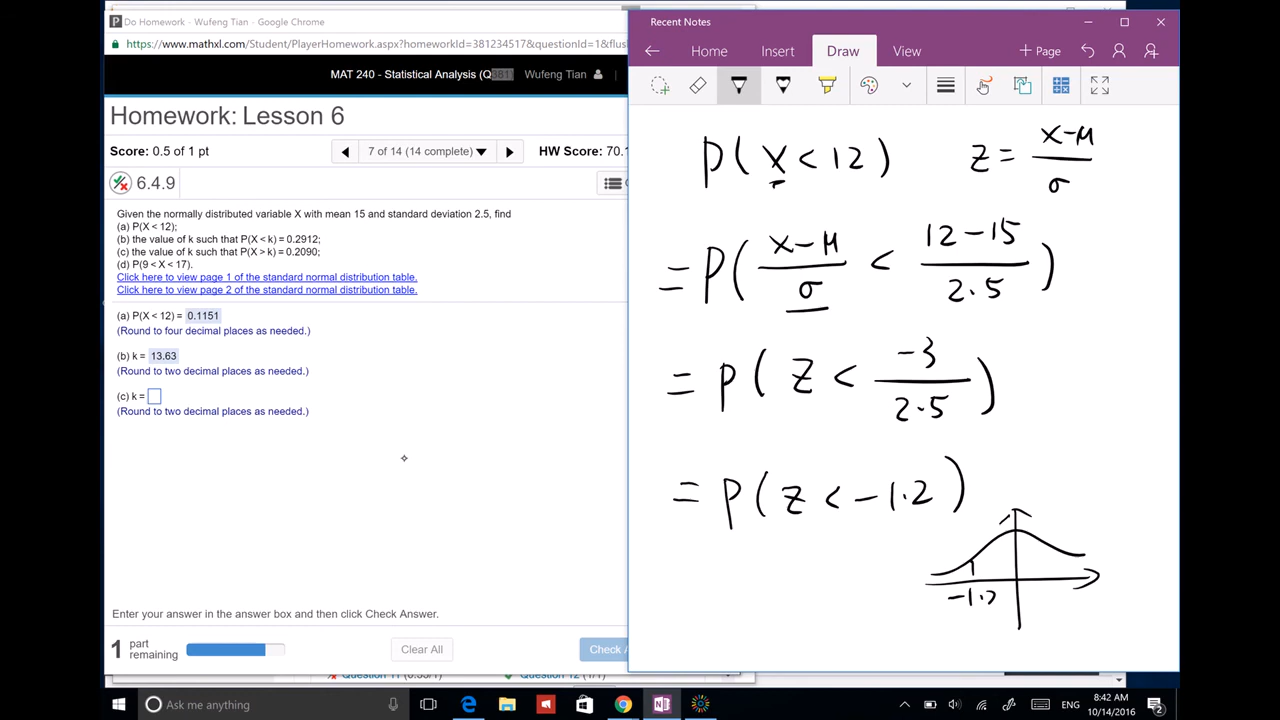 Do Homework - Wufeng Tian - Google Chrome
https://www.mathxl.com/Student/PlayerHomework.aspx?homeworkId=381234517&questionId=1&flus
MAT 240 - Statistical Analysis (Q381) Wufeng Tian
Homework: Lesson 6
Score: 0.5 of 1 pt
7 of 14 (14 complete)
HW Score: 70.
6.4.9
Given the normally distributed variable X with mean 15 and standard deviation 2.5, find
(a) P(X < 12);
(b) the value of k such that P(X < k) = 0.2912;
(c) the value of k such that P(X > k) = 0.2090;
(d) P(9 < X < 17).
Click here to view page 1 of the standard normal distribution table.
Click here to view page 2 of the standard normal distribution table.
(a) P(X < 12) = 0.1151
(Round to four decimal places as needed.)
(b) k = 13.63
(Round to two decimal places as needed.)
(c) k =
(Round to two decimal places as needed.)
Enter your answer in the answer box and then click Check Answer.
1 part
remaining
Clear All
Check
Recent Notes
Home Insert Draw View
+ Page
P(X < 12) z = x-μ / σ
= P( x-μ / σ < 12-15 / 2.5 )
= P( Z < -3 / 2.5 )
= P( Z < -1.2 )
-1.2
Ask me anything
ENG
8:42 AM
10/14/2016
2